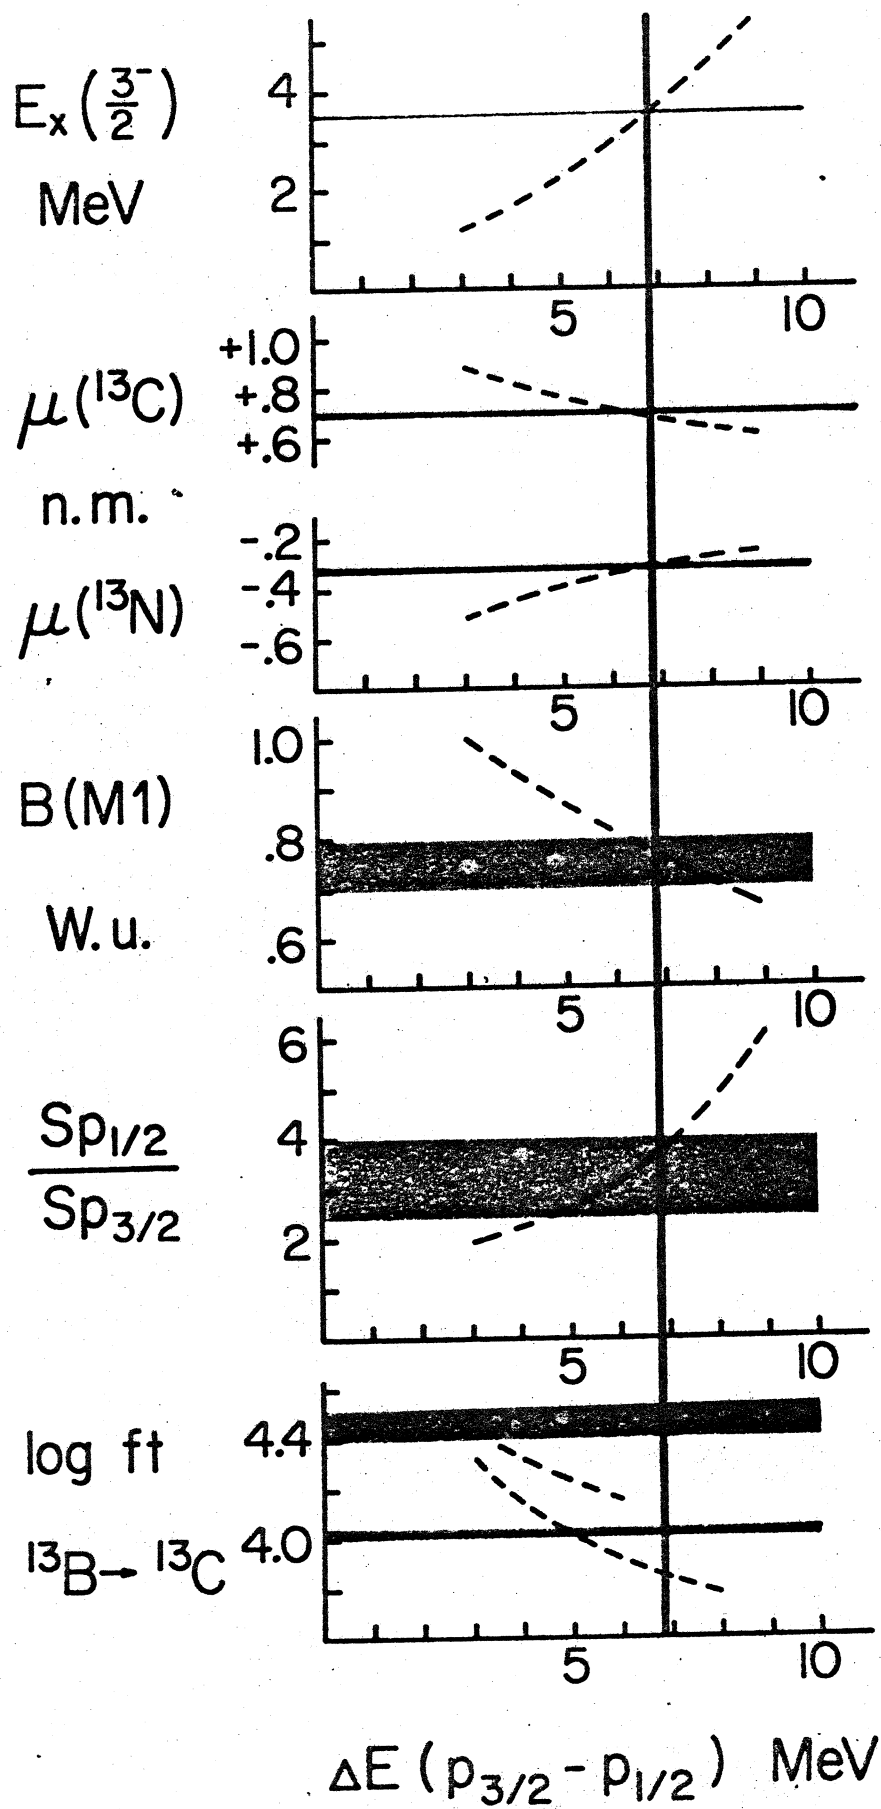 Eₓ(3⁻/2)
MeV
4
2
5 10
μ(¹³C)
n.m.
μ(¹³N)
+1.0
+.8
+.6
-.2
-.4
-.6
5 10
B(M1)
W.u.
1.0
.8
.6
5 10
Sp₁/₂
Sp₃/₂
6
4
2
5 10
log ft
¹³B→¹³C
4.4
4.0
5 10
ΔE(p₃/₂-p₁/₂) MeV